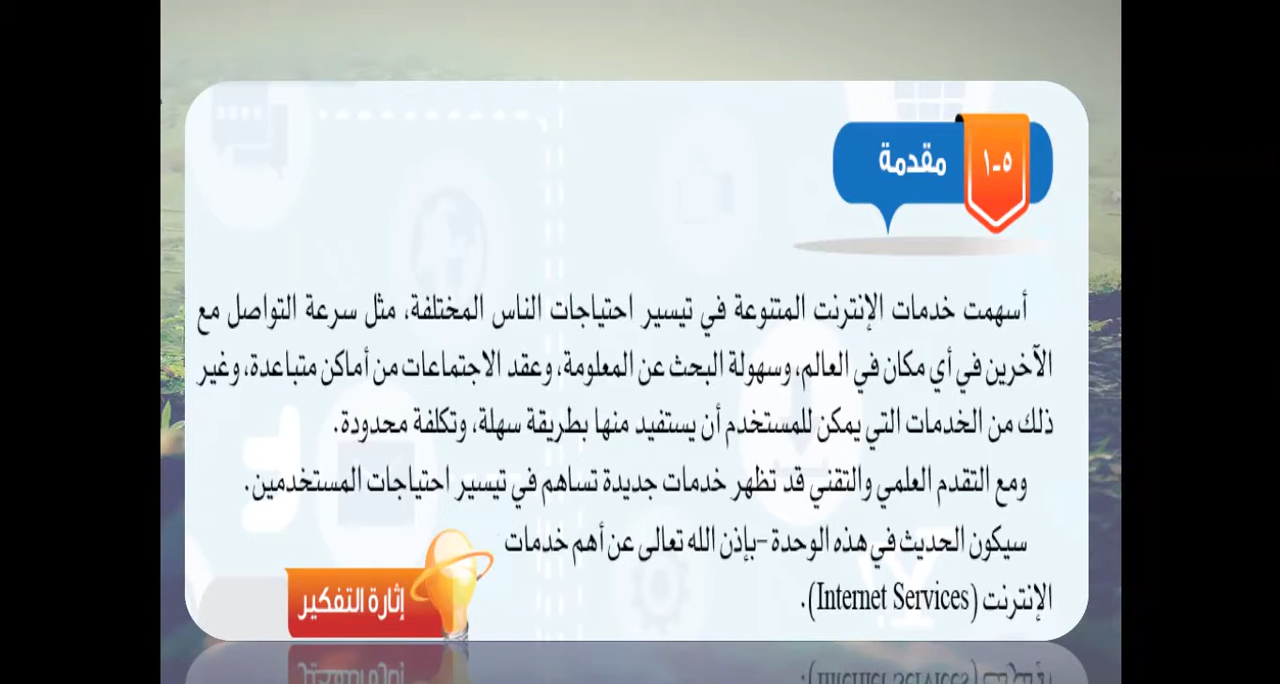 ٥-١ مقدمة
أسهمت خدمات الإنترنت المتنوعة في تيسير احتياجات الناس المختلفة، مثل سرعة التواصل مع
الآخرين في أي مكان في العالم، وسهولة البحث عن المعلومة، وعقد الاجتماعات من أماكن متباعدة، وغير
ذلك من الخدمات التي يمكن للمستخدم أن يستفيد منها بطريقة سهلة، وتكلفة محدودة.
ومع التقدم العلمي والتقني قد تظهر خدمات جديدة تساهم في تيسير احتياجات المستخدمين.
سيكون الحديث في هذه الوحدة -بإذن الله تعالى عن أهم خدمات
الإنترنت (Internet Services).
إثارة التفكير